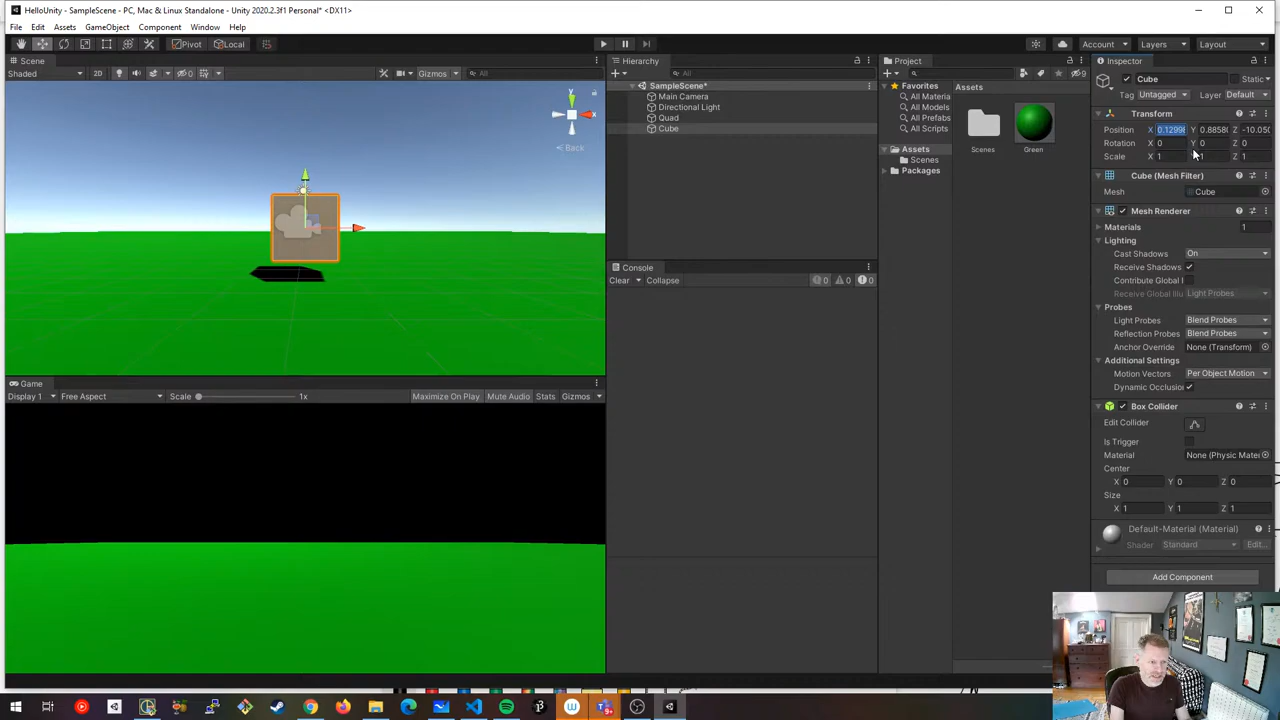 HelloUnity - SampleScene - PC, Mac & Linux Standalone - Unity 2020.2.3f1 Personal* <DX11>
File Edit Assets GameObject Component Window Help
Pivot Local Account Layers Layout
Scene
Shaded 2D Gizmos All
y
x
Back
Game
Display 1 Free Aspect Scale 1x Maximize On Play Mute Audio Stats Gizmos
Hierarchy
All
SampleScene*
Main Camera
Directional Light
Quad
Cube
Console
Clear Collapse 0 0 0
Project
9
Favorites
All Materia
All Models
All Prefabs
All Scripts
Assets
Scenes
Packages
Assets
Scenes Green
Inspector
Cube Static
Tag Untagged Layer Default
Transform
Position X 0.12998 Y 0.8858 Z -10.050
Rotation X 0 Y 0 Z 0
Scale X 1 1 Z 1
Cube (Mesh Filter)
Mesh Cube
Mesh Renderer
Materials 1
Lighting
Cast Shadows On
Receive Shadows
Contribute Global I
Receive Global Illu Light Probes
Probes
Light Probes Blend Probes
Reflection Probes Blend Probes
Anchor Override None (Transform)
Additional Settings
Motion Vectors Per Object Motion
Dynamic Occlusion
Box Collider
Edit Collider
Is Trigger
Material None (Physic Mater
Center
X 0 Y 0 Z 0
Size
X 1 Y 1 Z 1
Default-Material (Material)
Shader Standard Edit...
Add Component